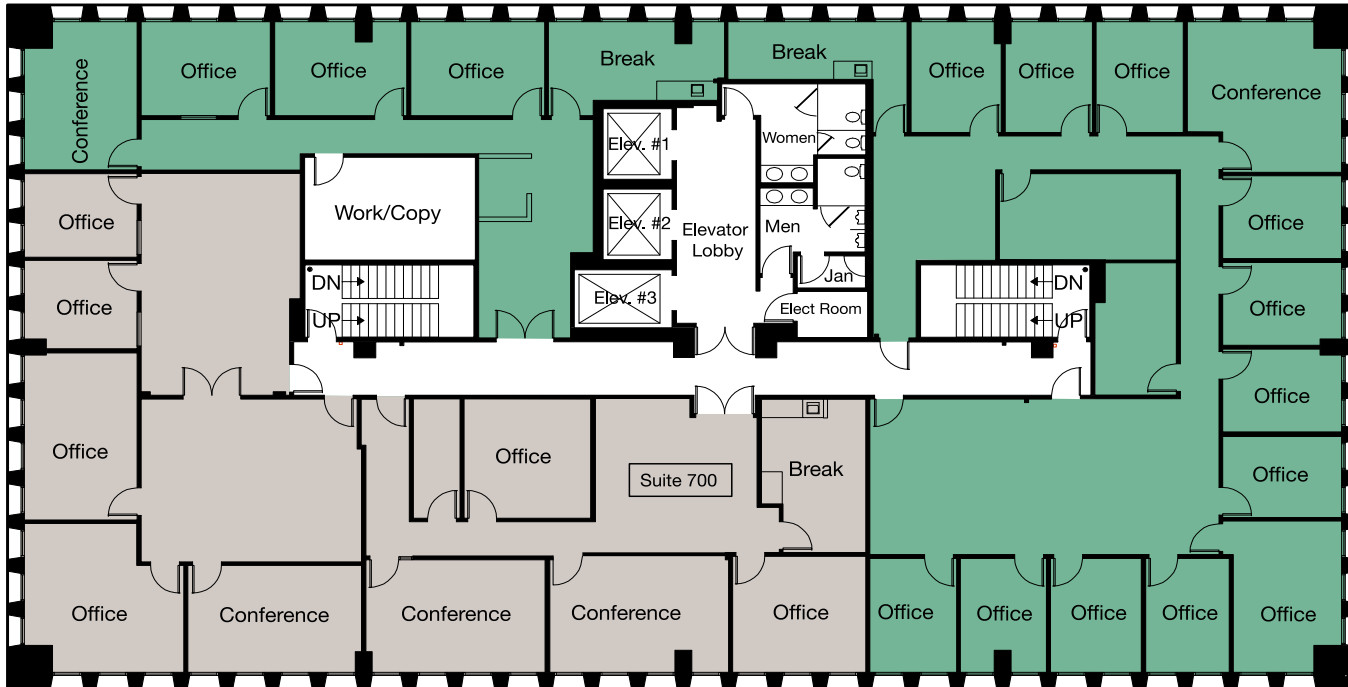 Conference
Office
Office
Office
Break
Break
Office
Office
Office
Conference
Elev. #1
Women
Office
Work/Copy
Elev. #2
Elevator
Lobby
Men
Office
Office
DN
Elev. #3
Jan
DN
Office
UP
Elect Room
UP
Office
Office
Office
Suite 700
Break
Office
Office
Conference
Conference
Conference
Office
Office
Office
Office
Office
Office